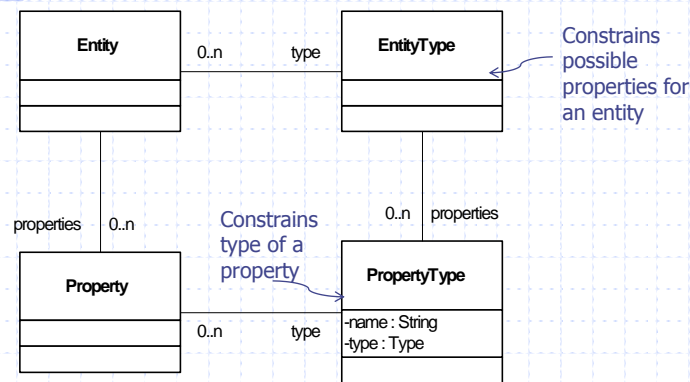 Entity
0..n
type
EntityType
Constrains
possible
properties for
an entity
properties
0..n
Constrains
type of a
property
0..n
properties
Property
0..n
type
PropertyType
-name : String
-type : Type